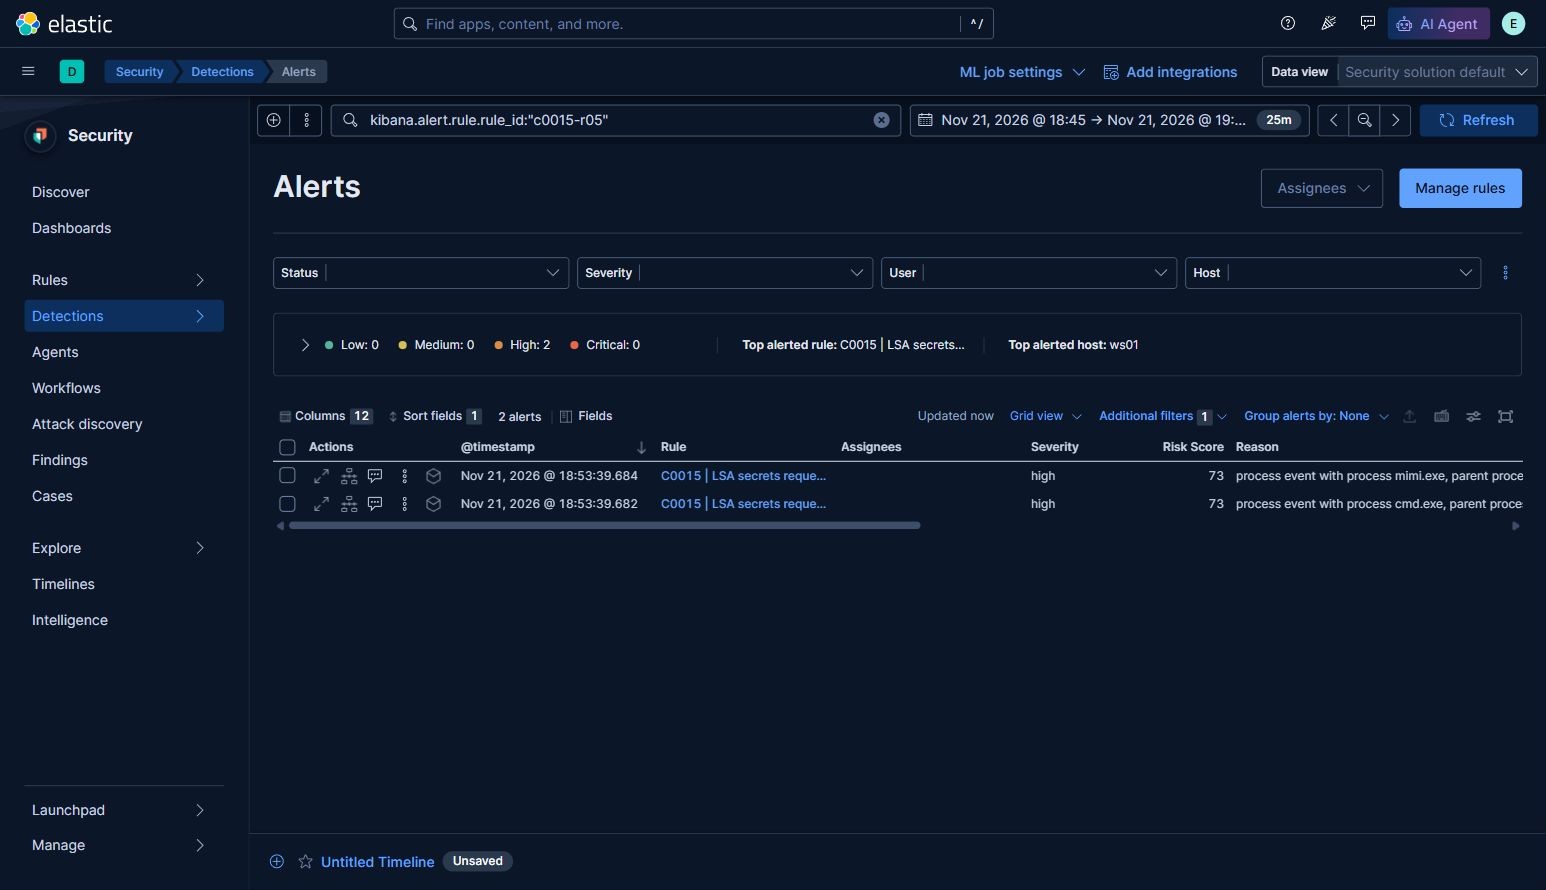 elastic
Find apps, content, and more.
^/
AI Agent
E
D
Security
Detections
Alerts
ML job settings
Add integrations
Data view
Security solution default
Security
Discover
Dashboards
Rules
Detections
Agents
Workflows
Attack discovery
Findings
Cases
Explore
Timelines
Intelligence
Launchpad
Manage
kibana.alert.rule.rule_id:"c0015-r05"
Nov 21, 2026 @ 18:45 → Nov 21, 2026 @ 19:... 25m
Refresh
Alerts
Assignees
Manage rules
Status
Severity
User
Host
Low: 0 Medium: 0 High: 2 Critical: 0 Top alerted rule: C0015 | LSA secrets... Top alerted host: ws01
Columns 12 Sort fields 1 2 alerts Fields Updated now Grid view Additional filters 1 Group alerts by: None
Actions @timestamp Rule Assignees Severity Risk Score Reason
Nov 21, 2026 @ 18:53:39.684 C0015 | LSA secrets reque... high 73 process event with process mimi.exe, parent proce
Nov 21, 2026 @ 18:53:39.682 C0015 | LSA secrets reque... high 73 process event with process cmd.exe, parent proce
Untitled Timeline Unsaved